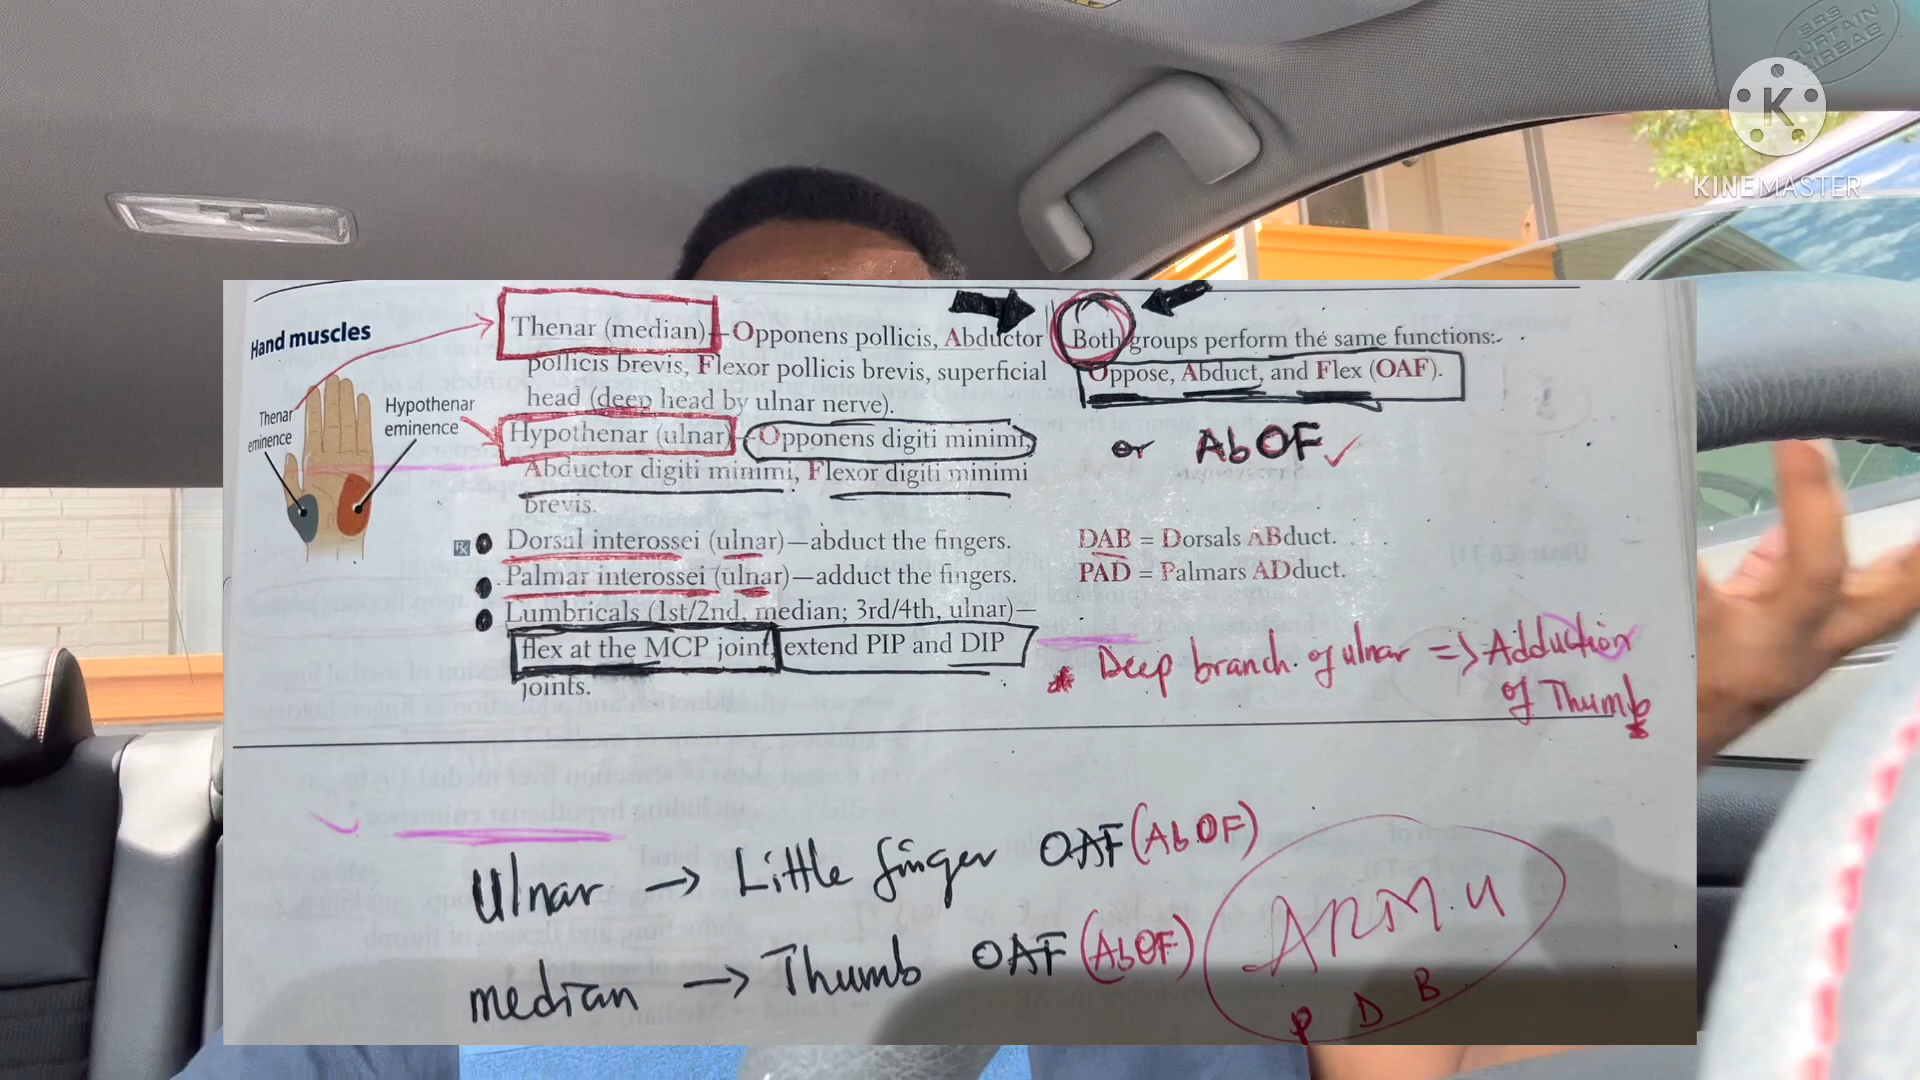 SRS
CURTAIN
AIRBAG
K
KINEMASTER
Hand muscles
Thenar
eminence
Hypothenar
eminence
Thenar (median)—Opponens pollicis, Abductor
pollicis brevis, Flexor pollicis brevis, superficial
head (deep head by ulnar nerve).
Hypothenar (ulnar)—Opponens digiti minimi,
Abductor digiti minimi, Flexor digiti minimi
brevis.
Dorsal interossei (ulnar)—abduct the fingers.
Palmar interossei (ulnar)—adduct the fingers.
Lumbricals (1st/2nd, median; 3rd/4th, ulnar)—
flex at the MCP joint, extend PIP and DIP
joints.
Both groups perform the same functions:
Oppose, Abduct, and Flex (OAF).
or AbOF
DAB = Dorsals ABduct.
PAD = Palmars ADduct.
Deep branch of ulnar => Adduction
of Thumb
Ulnar → Little finger OAF (AbOF)
median → Thumb OAF (AbOF)
ARM.U
P D B